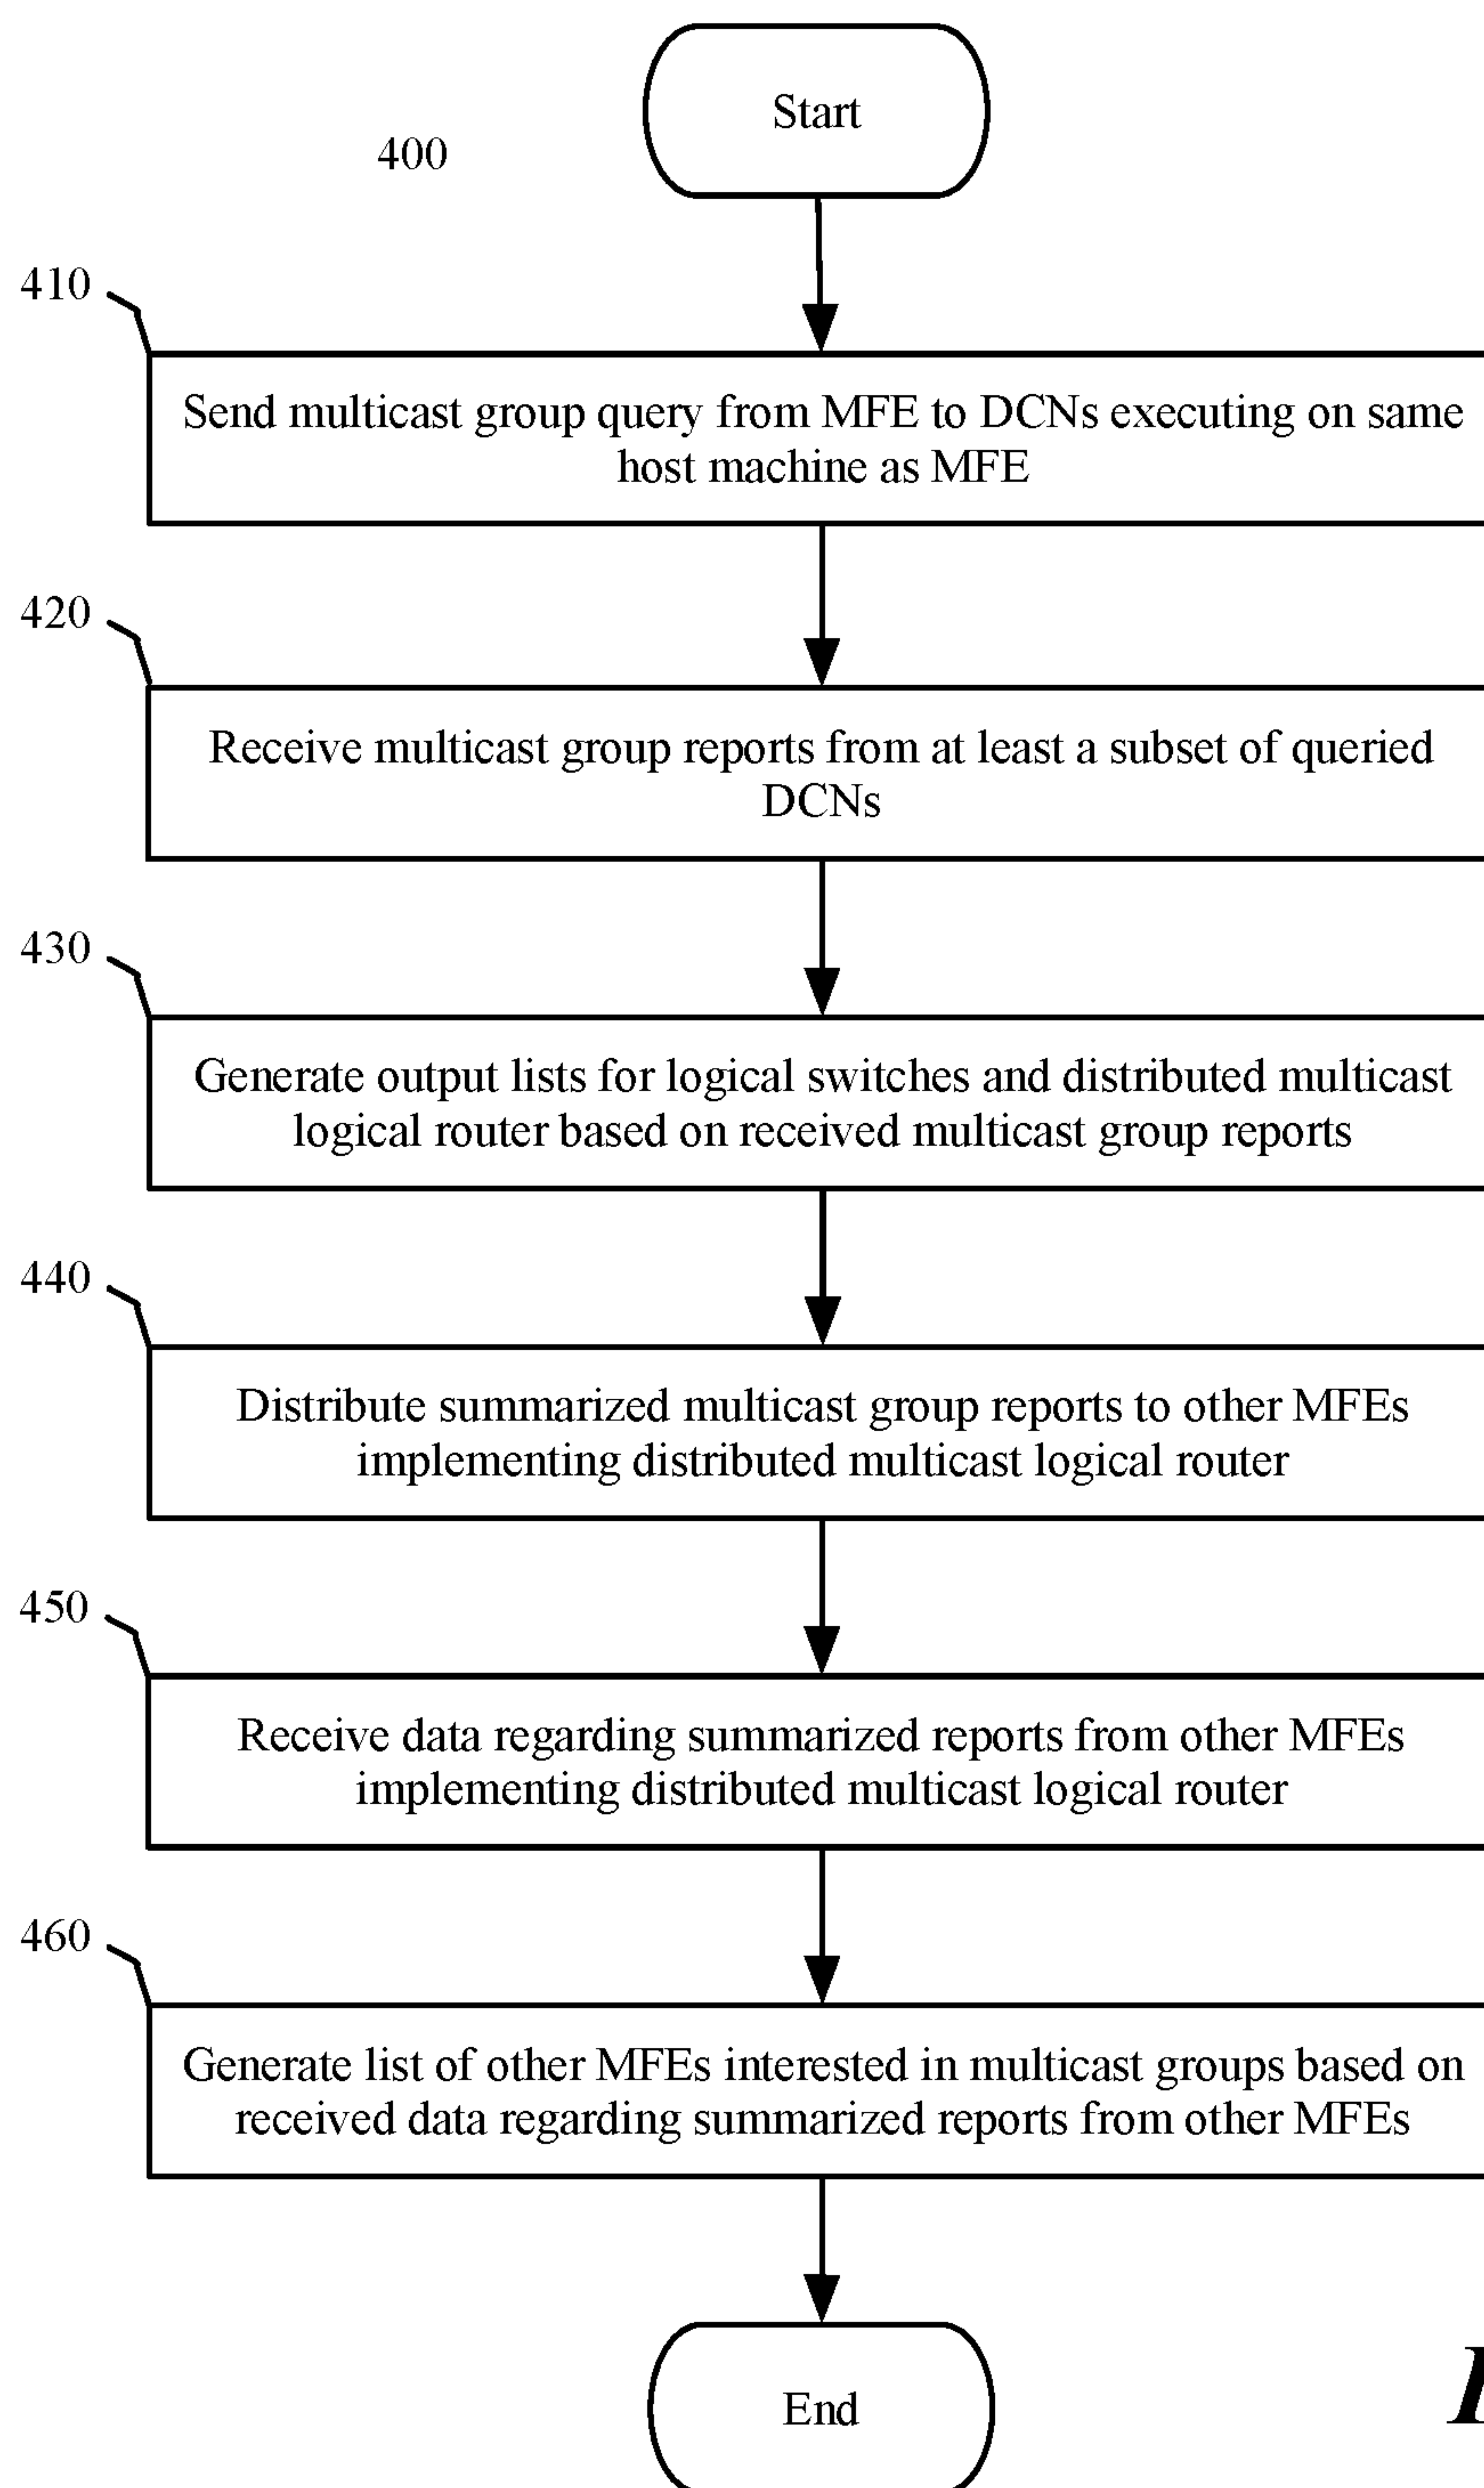 Start
400
410
Send multicast group query from MFE to DCNs executing on same
host machine as MFE
420
Receive multicast group reports from at least a subset of queried
DCNs
430
Generate output lists for logical switches and distributed multicast
logical router based on received multicast group reports
440
Distribute summarized multicast group reports to other MFEs
implementing distributed multicast logical router
450
Receive data regarding summarized reports from other MFEs
implementing distributed multicast logical router
460
Generate list of other MFEs interested in multicast groups based on
received data regarding summarized reports from other MFEs
End